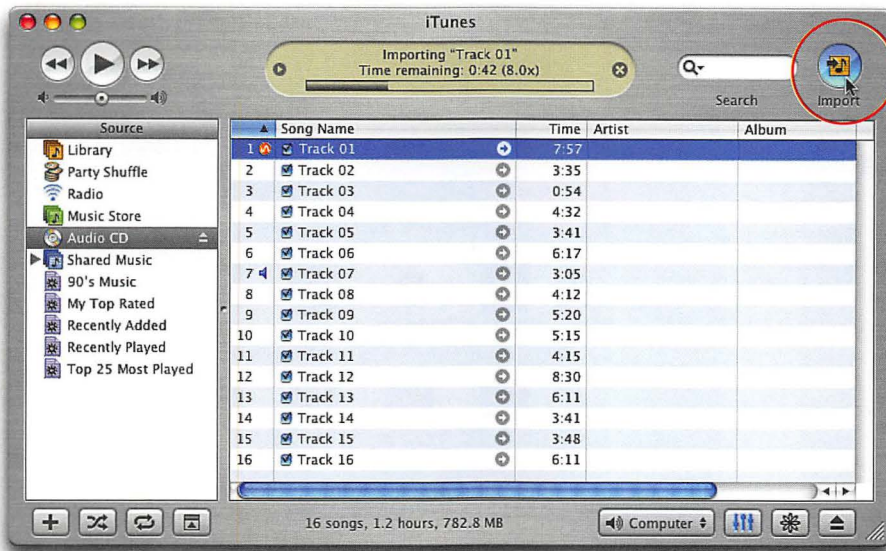 iTunes
Importing "Track 01"
Time remaining: 0:42 (8.0x)
Search
Import
Source
Library
Party Shuffle
Radio
Music Store
Audio CD
Shared Music
90's Music
My Top Rated
Recently Added
Recently Played
Top 25 Most Played
Song Name Time Artist Album
1 Track 01 7:57
2 Track 02 3:35
3 Track 03 0:54
4 Track 04 4:32
5 Track 05 3:41
6 Track 06 6:17
7 Track 07 3:05
8 Track 08 4:12
9 Track 09 5:20
10 Track 10 5:15
11 Track 11 4:15
12 Track 12 8:30
13 Track 13 6:11
14 Track 14 3:41
15 Track 15 3:48
16 Track 16 6:11
16 songs, 1.2 hours, 782.8 MB
Computer